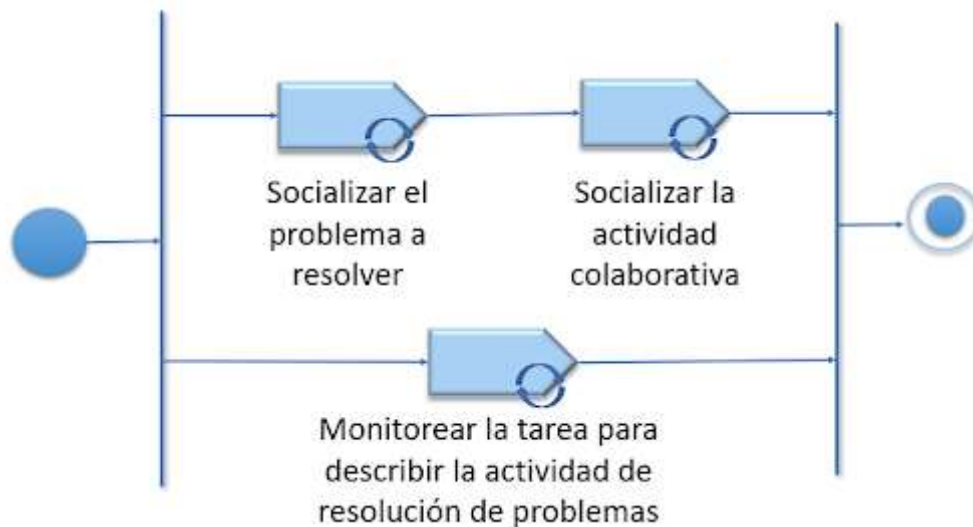 Socializar el
problema a
resolver
Socializar la
actividad
colaborativa
Monitorear la tarea para
describir la actividad de
resolución de problemas